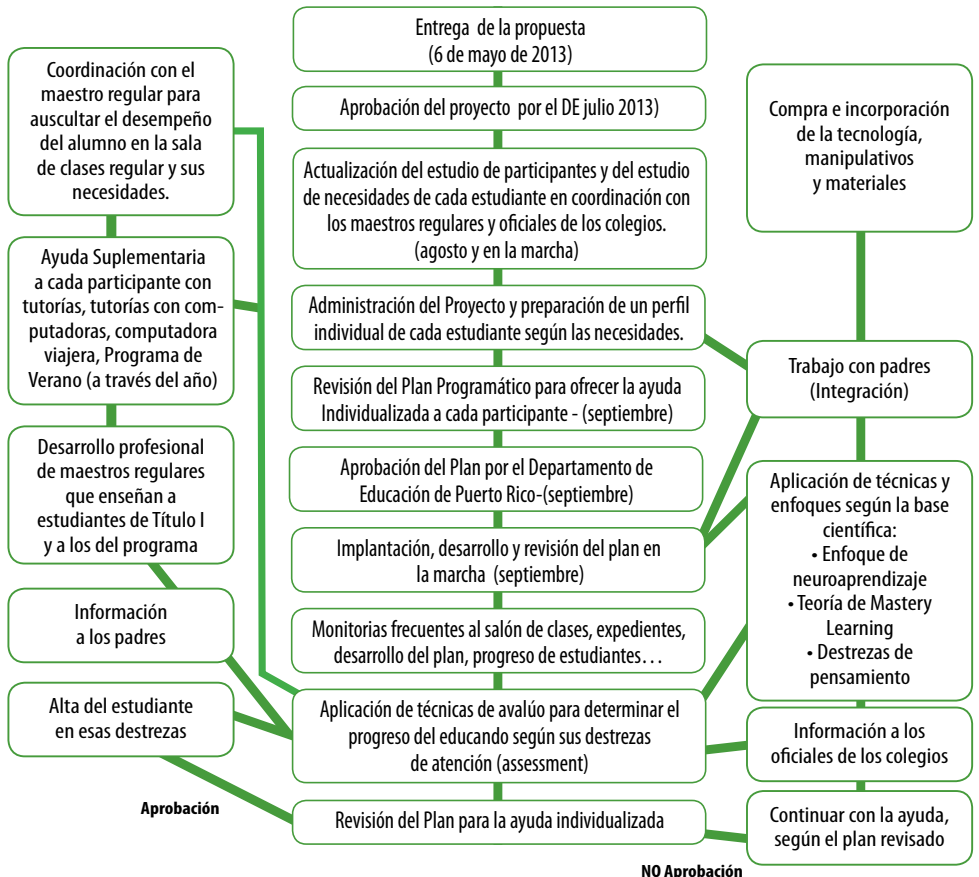 Entrega de la propuesta
(6 de mayo de 2013)
Aprobación del proyecto por el DE julio 2013)
Actualización del estudio de participantes y del estudio
de necesidades de cada estudiante en coordinación con
los maestros regulares y oficiales de los colegios.
(agosto y en la marcha)
Administración del Proyecto y preparación de un perfil
individual de cada estudiante según las necesidades.
Revisión del Plan Programático para ofrecer la ayuda
Individualizada a cada participante - (septiembre)
Aprobación del Plan por el Departamento de
Educación de Puerto Rico-(septiembre)
Implantación, desarrollo y revisión del plan en
la marcha (septiembre)
Monitorias frecuentes al salón de clases, expedientes,
desarrollo del plan, progreso de estudiantes...
Aplicación de técnicas de avalúo para determinar el
progreso del educando según sus destrezas
de atención (assessment)
Revisión del Plan para la ayuda individualizada
Coordinación con el
maestro regular para
auscultar el desempeño
del alumno en la sala
de clases regular y sus
necesidades.
Ayuda Suplementaria
a cada participante con
tutorías, tutorías con com-
putadoras, computadora
viajera, Programa de
Verano (a través del año)
Desarrollo profesional
de maestros regulares
que enseñan a
estudiantes de Título I
y a los del programa
Información
a los padres
Alta del estudiante
en esas destrezas
Aprobación
Compra e incorporación
de la tecnología,
manipulativos
y materiales
Trabajo con padres
(Integración)
Aplicación de técnicas y
enfoques según la base
científica:
• Enfoque de
neuroaprendizaje
• Teoría de Mastery
Learning
• Destrezas de
pensamiento
Información a los
oficiales de los colegios
Continuar con la ayuda,
según el plan revisado
NO Aprobación